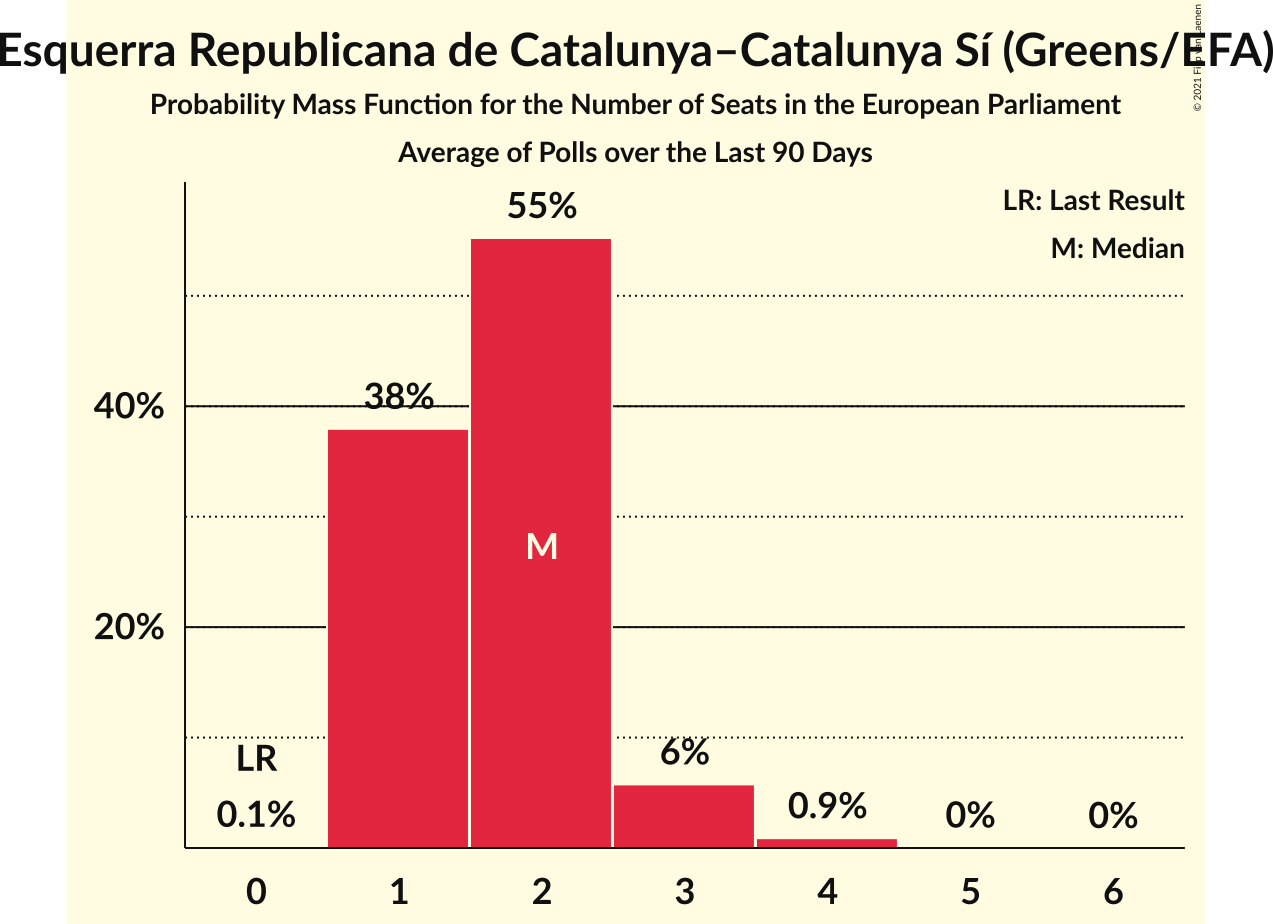 Esquerra Republicana de Catalunya–Catalunya Sí (Greens/EFA)
Probability Mass Function for the Number of Seats in the European Parliament
Average of Polls over the Last 90 Days
© 2021
LR: Last Result
M: Median
55%
38%
40%
M
20%
LR
6%
0.1%
0.9%
0%
0%
0 1 2 3 4 5 6